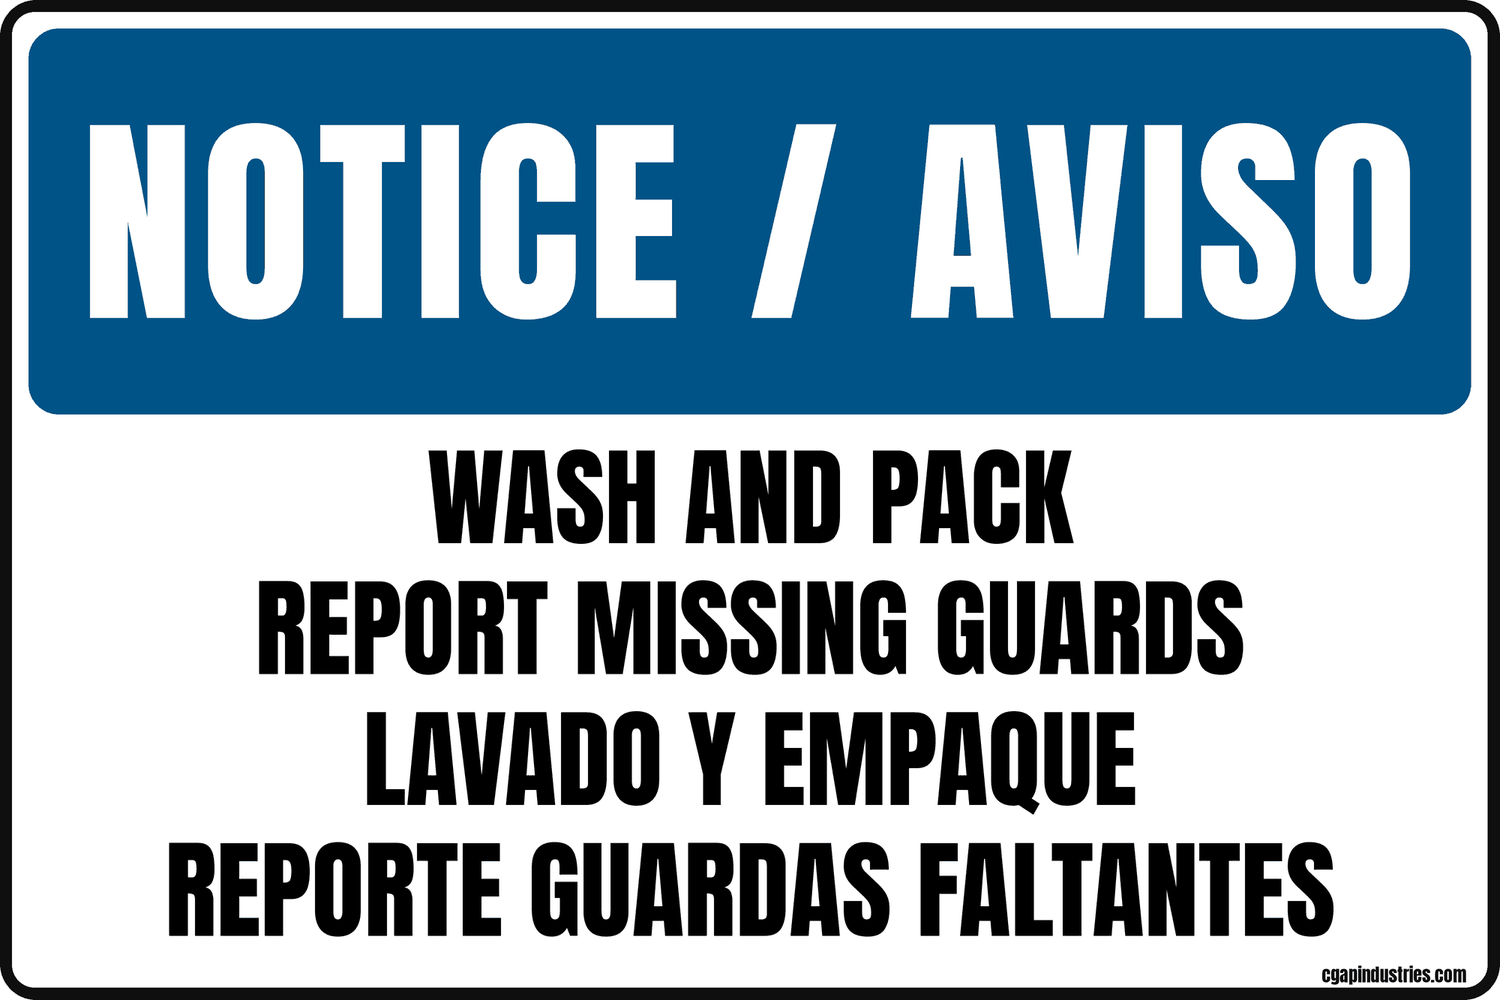 NOTICE / AVISO
WASH AND PACK
REPORT MISSING GUARDS
LAVADO Y EMPAQUE
REPORTE GUARDAS FALTANTES
cgapindustries.com